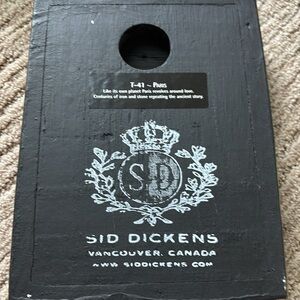 T-41 ~ Paris
Like its own planet Paris revolves around love.
Centuries of iron and stone repeating the ancient story.
SD
SID DICKENS
VANCOUVER, CANADA
WWW.SIDDICKENS.COM